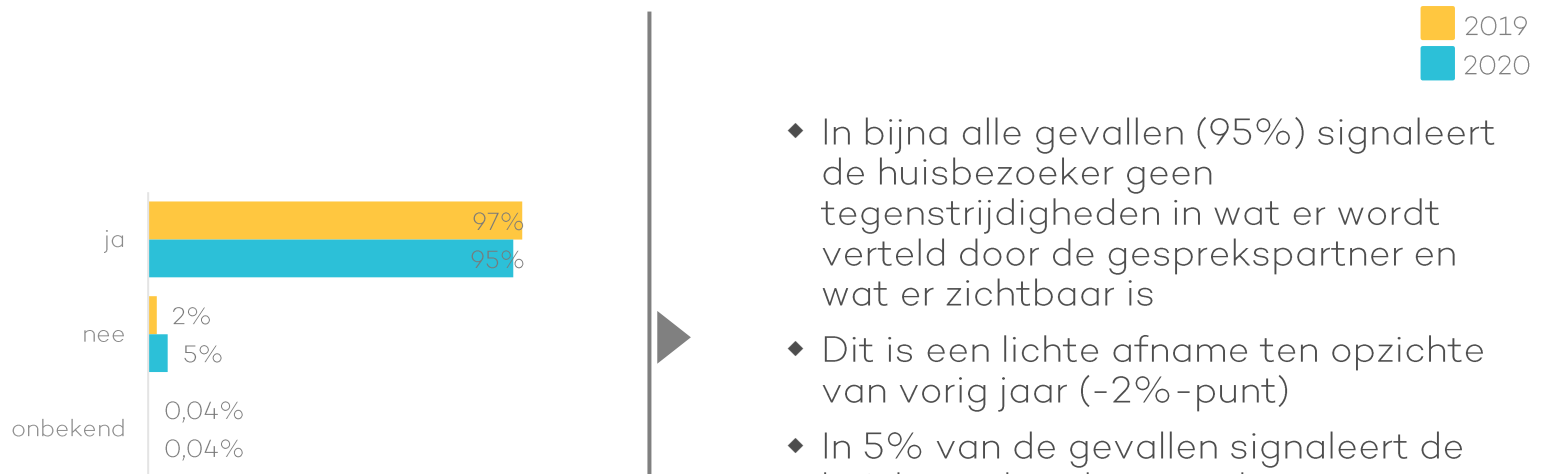 2019
2020
ja
97%
95%
nee
2%
5%
onbekend
0,04%
0,04%
◆ In bijna alle gevallen (95%) signaleert
de huisbezoeker geen
tegenstrijdigheden in wat er wordt
verteld door de gesprekspartner en
wat er zichtbaar is
◆ Dit is een lichte afname ten opzichte
van vorig jaar (-2%-punt)
◆ In 5% van de gevallen signaleert de